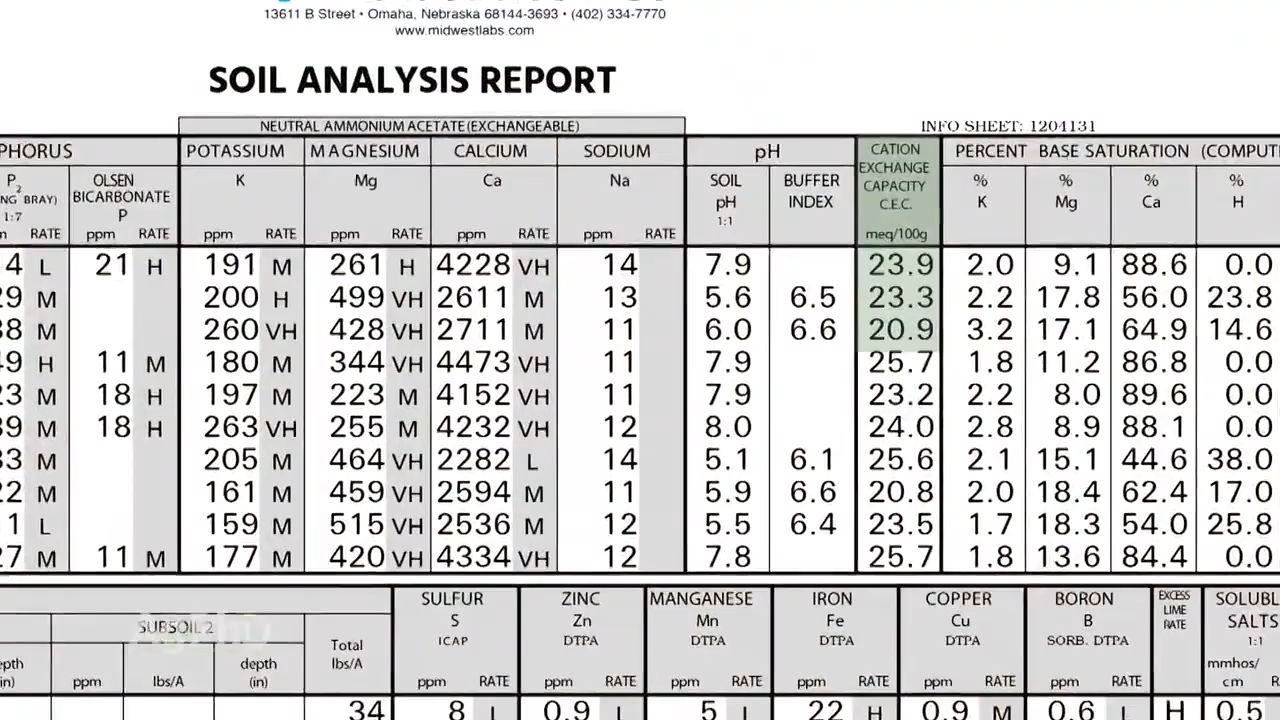 13611 B Street • Omaha, Nebraska 68144-3693 • (402) 334-7770
www.midwestlabs.com
SOIL ANALYSIS REPORT
NEUTRAL AMMONIUM ACETATE (EXCHANGEABLE)
INFO SHEET: 1204131
PHORUS POTASSIUM MAGNESIUM CALCIUM SODIUM pH CATION EXCHANGE CAPACITY C.E.C. PERCENT BASE SATURATION (COMPUT
P2 OLSEN BICARBONATE P K Mg Ca Na SOIL pH BUFFER INDEX % K % Mg % Ca % H
NG BRAY) 1:7 1:1
RATE ppm RATE ppm RATE ppm RATE ppm RATE ppm RATE meq/100g
4 L 21 H 191 M 261 H 4228 VH 14 7.9 23.9 2.0 9.1 88.6 0.0
29 M 200 H 499 VH 2611 M 13 5.6 6.5 23.3 2.2 17.8 56.0 23.8
38 M 260 VH 428 VH 2711 M 11 6.0 6.6 20.9 3.2 17.1 64.9 14.6
49 H 11 M 180 M 344 VH 4473 VH 11 7.9 25.7 1.8 11.2 86.8 0.0
23 M 18 H 197 M 223 M 4152 VH 11 7.9 23.2 2.2 8.0 89.6 0.0
39 M 18 H 263 VH 255 M 4232 VH 12 8.0 24.0 2.8 8.9 88.1 0.0
33 M 205 M 464 VH 2282 L 14 5.1 6.1 25.6 2.1 15.1 44.6 38.0
22 M 161 M 459 VH 2594 M 11 5.9 6.6 20.8 2.0 18.4 62.4 17.0
1 L 159 M 515 VH 2536 M 12 5.5 6.4 23.5 1.7 18.3 54.0 25.8
27 M 11 M 177 M 420 VH 4334 VH 12 7.8 25.7 1.8 13.6 84.4 0.0
SULFUR ZINC MANGANESE IRON COPPER BORON EXCESS LIME RATE SOLUBL SALTS
SUBSOIL 2 S Zn Mn Fe Cu B 1:1
Total lbs/A ICAP DTPA DTPA DTPA DTPA SORB. DTPA mmhos/ cm
epth in) ppm lbs/A depth (in) ppm RATE ppm RATE ppm RATE ppm RATE ppm RATE ppm RATE
34 8 L 0.9 L 5 L 22 H 0.9 M 0.6 L H 0.5